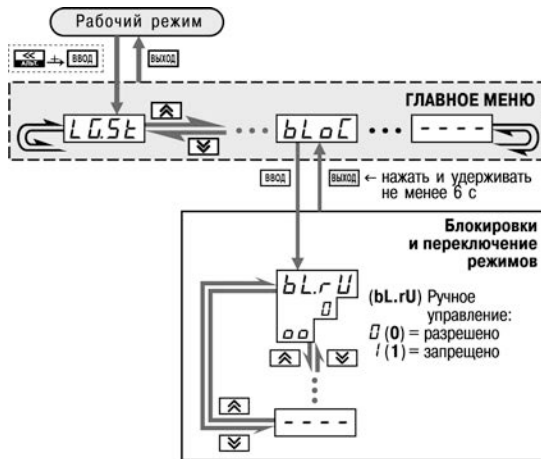 Рабочий режим
<< АЛЬТ. + ВВОД
ВЫХОД
ГЛАВНОЕ МЕНЮ
LG.St
bLoC
- - - -
ВВОД
ВЫХОД ← нажать и удерживать
не менее 6 с
Блокировки
и переключение
режимов
bL.rU
0
oo
(bL.rU) Ручное
управление:
0 (0) = разрешено
1 (1) = запрещено
- - - -